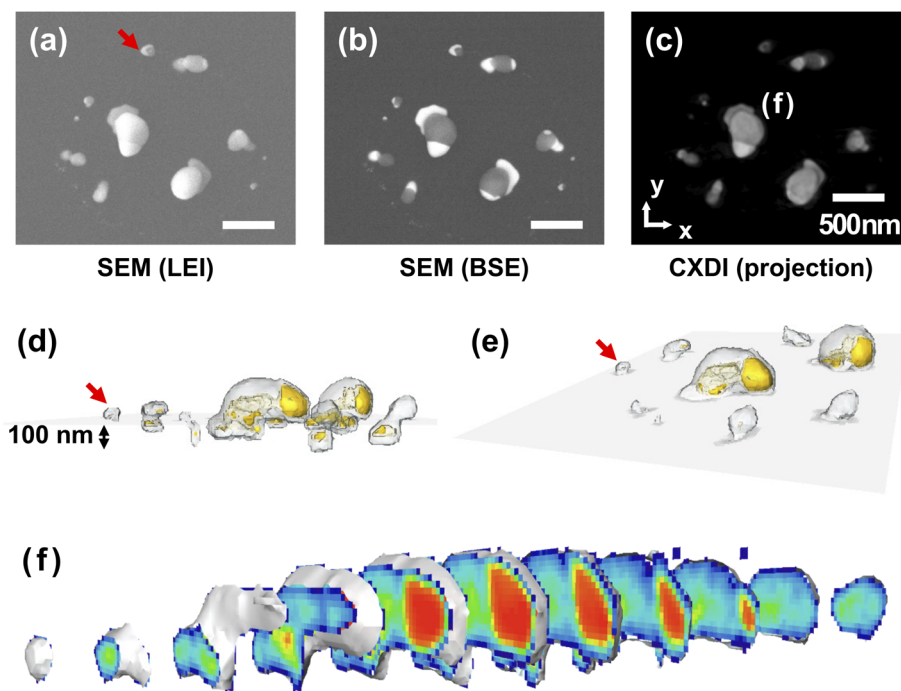 (a)
(b)
(c)
(f)
y
x
500nm
SEM (LEI)
SEM (BSE)
CXDI (projection)
(d)
(e)
100 nm
(f)